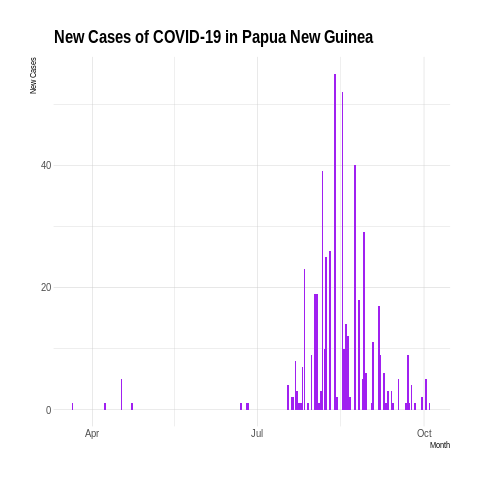 New Cases of COVID-19 in Papua New Guinea
New Cases
40
20
0
Apr
Jul
Oct
Month